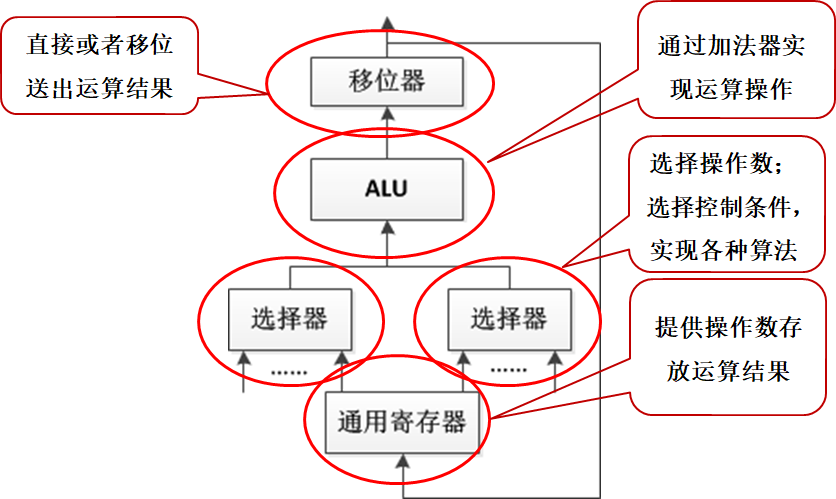 直接或者移位
送出运算结果
移位器
通过加法器实
现运算操作
ALU
选择操作数；
选择控制条件，
实现各种算法
选择器
选择器
......
......
提供操作数存
放运算结果
通用寄存器